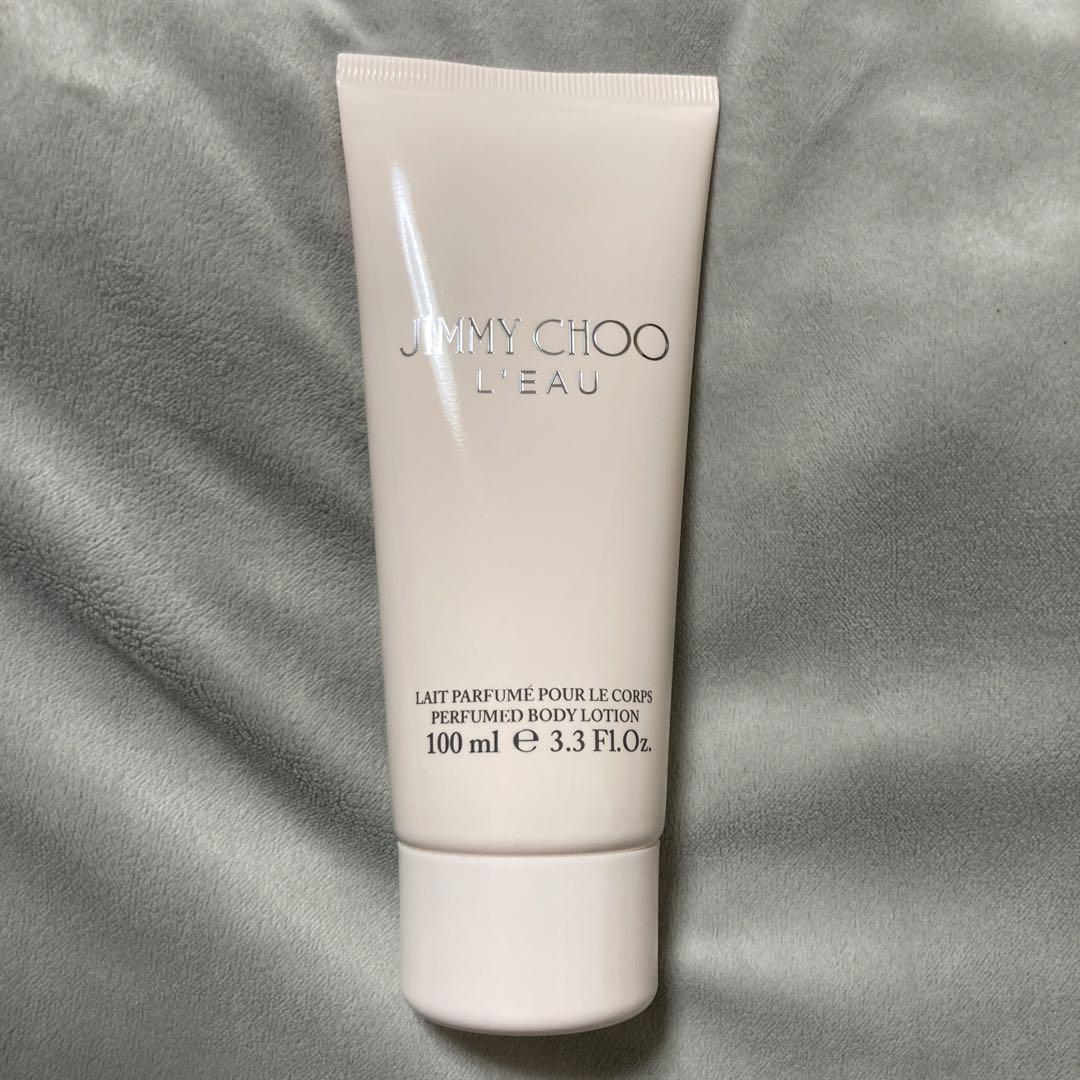 JIMMY CHOO
L'EAU
LAIT PARFUMÉ POUR LE CORPS
PERFUMED BODY LOTION
100 ml ℮ 3.3 Fl.Oz.